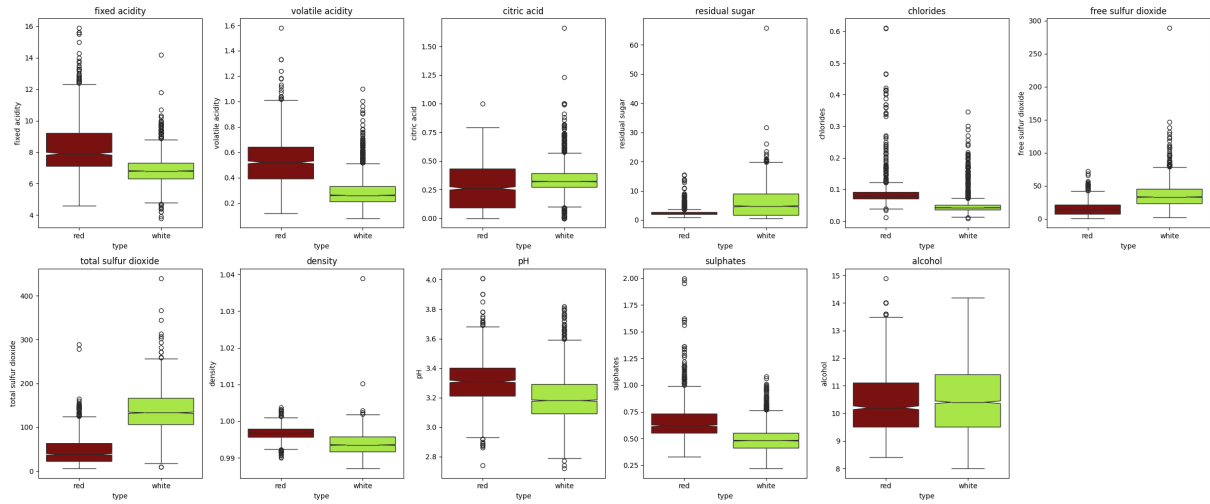 fixed acidity
16
14
12
10
8
6
4
fixed acidity
red
white
type
volatile acidity
1.6
1.4
1.2
1.0
0.8
0.6
0.4
0.2
volatile acidity
red
white
type
citric acid
1.50
1.25
1.00
0.75
0.50
0.25
0.00
citric acid
red
white
type
residual sugar
60
50
40
30
20
10
0
residual sugar
red
white
type
chlorides
0.6
0.5
0.4
0.3
0.2
0.1
0.0
chlorides
red
white
type
free sulfur dioxide
300
250
200
150
100
50
0
free sulfur dioxide
red
white
type
total sulfur dioxide
400
300
200
100
0
total sulfur dioxide
red
white
type
density
1.04
1.03
1.02
1.01
1.00
0.99
density
red
white
type
pH
4.0
3.8
3.6
3.4
3.2
3.0
2.8
pH
red
white
type
sulphates
2.00
1.75
1.50
1.25
1.00
0.75
0.50
0.25
sulphates
red
white
type
alcohol
15
14
13
12
11
10
9
8
alcohol
red
white
type